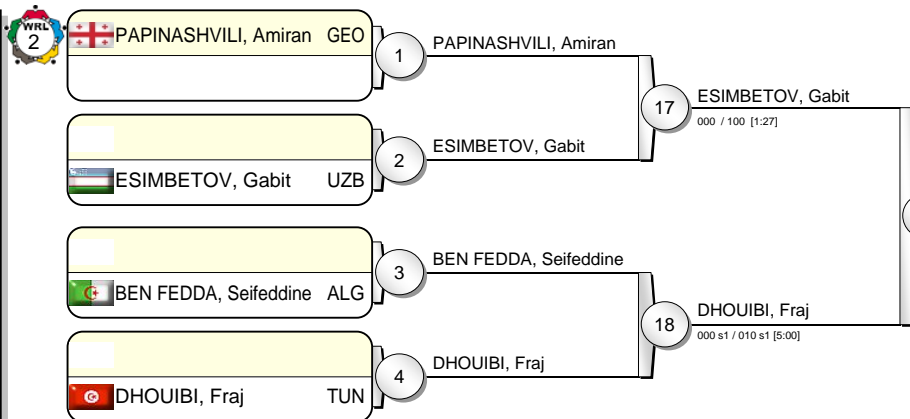 WRL
2
PAPINASHVILI, Amiran GEO
1
PAPINASHVILI, Amiran
17
ESIMBETOV, Gabit
000 / 100 [1:27]
2
ESIMBETOV, Gabit
ESIMBETOV, Gabit UZB
3
BEN FEDDA, Seifeddine
BEN FEDDA, Seifeddine ALG
18
DHOUIBI, Fraj
000 s1 / 010 s1 [5:00]
4
DHOUIBI, Fraj
DHOUIBI, Fraj TUN